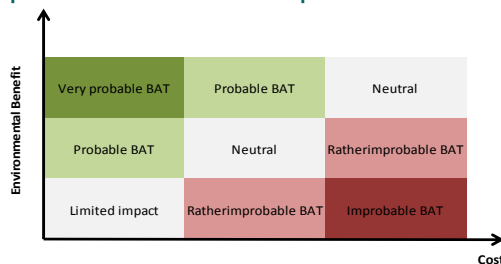 Environmental Benefit
Very probable BAT
Probable BAT
Neutral
Probable BAT
Neutral
Ratherimprobable BAT
Limited impact
Ratherimprobable BAT
Improbable BAT
Cost